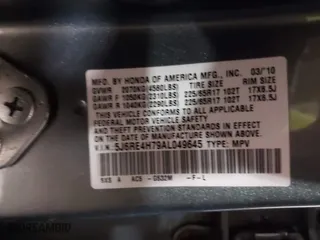 MFD. BY HONDA OF AMERICA MFG., INC. 03/'10
GVWR 2070KG(4560LBS) TIRE SIZE RIM SIZE
GAWR F 1050KG(2310LBS) 225/65R17 102T 17X6.5J
GAWR R 1040KG(2290LBS) 225/65R17 102T 17X6.5J
THIS VEHICLE CONFORMS TO ALL APPLICABLE
FEDERAL MOTOR VEHICLE SAFETY AND
THEFT PREVENTION STANDARDS IN EFFECT ON
THE DATE OF MANUFACTURE SHOWN ABOVE.
V.I.N.: 5J6RE4H79AL049645 TYPE: MPV
A -F-L
DREAMRIO